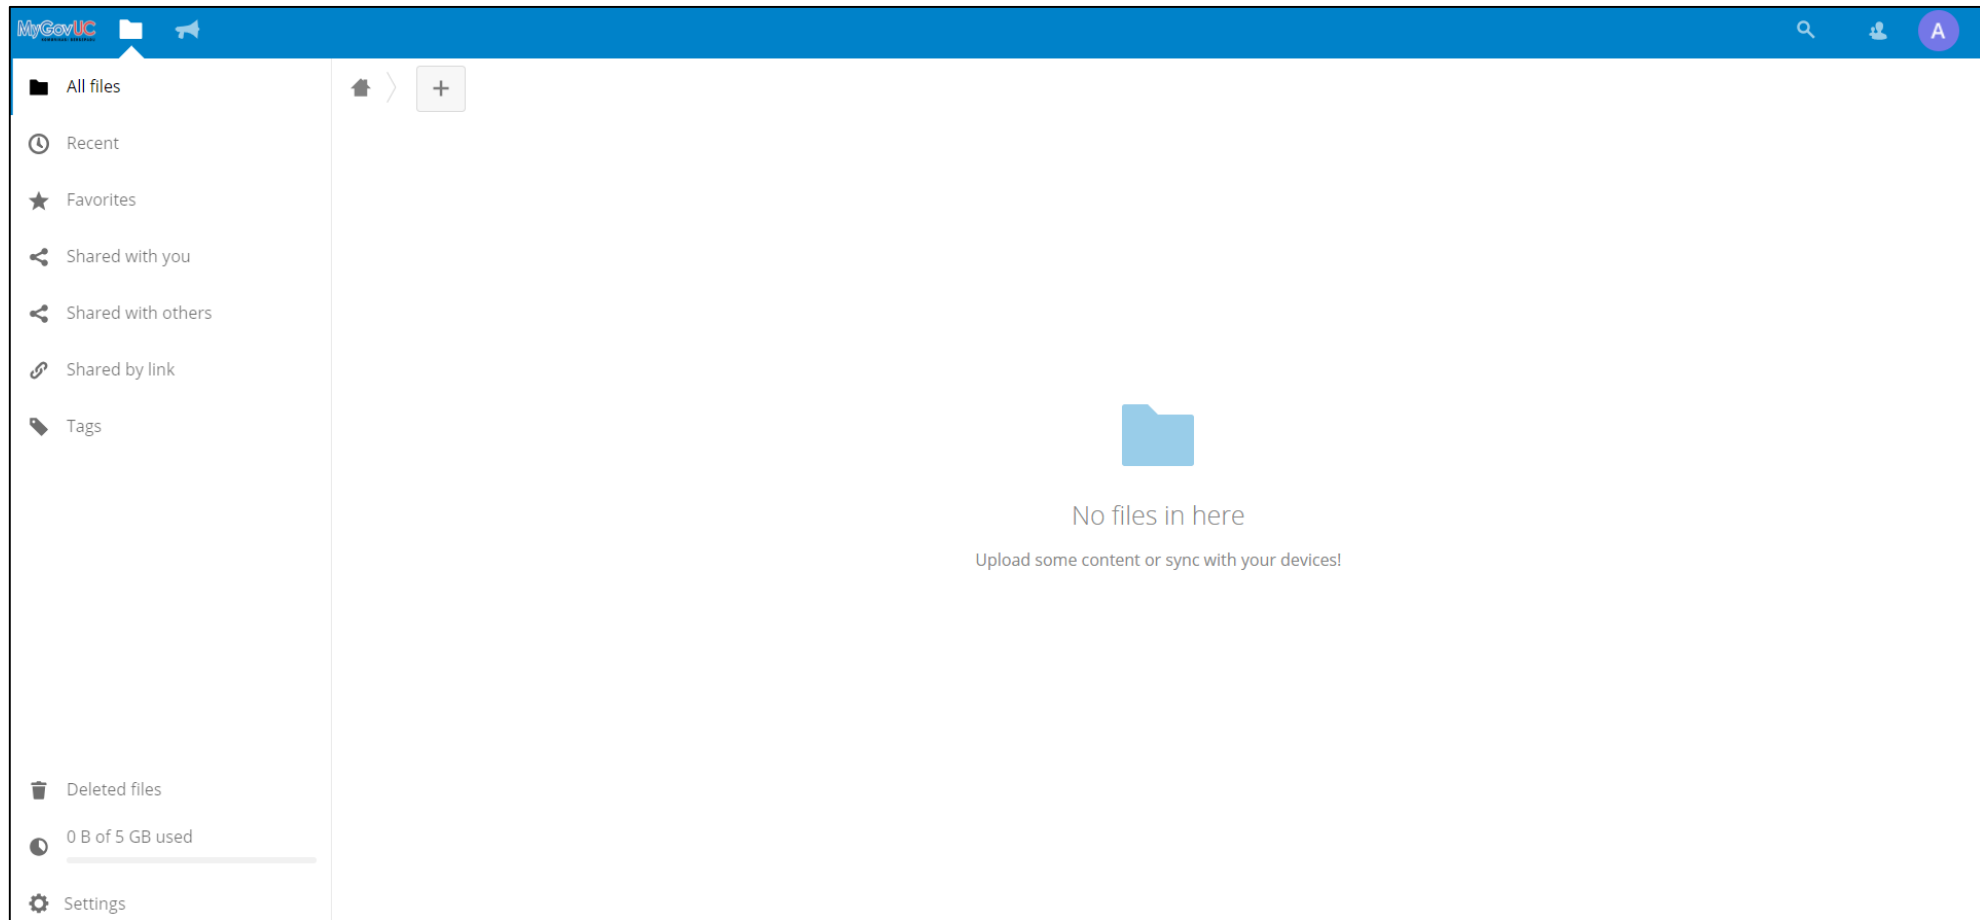 MyGovUC
A
All files
Recent
Favorites
Shared with you
Shared with others
Shared by link
Tags
No files in here
Upload some content or sync with your devices!
Deleted files
0 B of 5 GB used
Settings